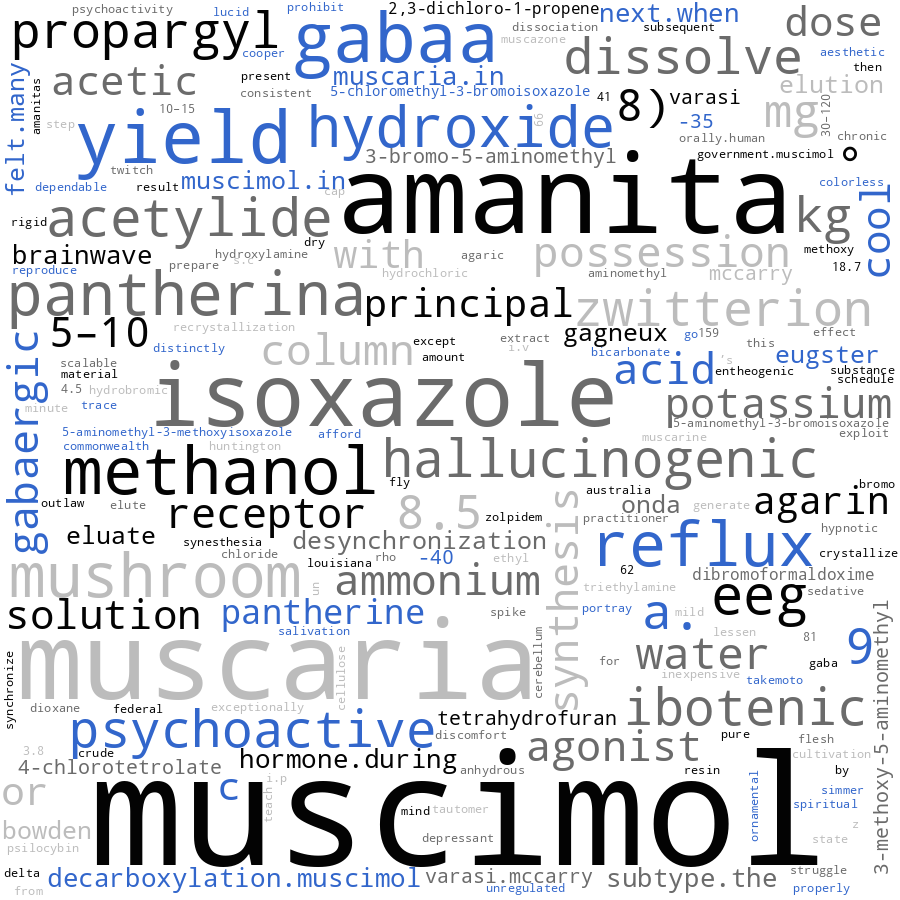 psychoactivity
lucid
prohibit
2,3-dichloro-1-propene
next.when
dose
propargyl
gabaa
dissociation
subsequent
muscazone
cooper
dissolve
aesthetic
then
felt.many
amanitas
acetic
present
muscaria.in
consistent
5-chloromethyl-3-bromoisoxazole
41
8)
varasi
elution
mg
30-120
10-15
step
yield
hydroxide
66
-35
orally.human
chronic
3-bromo-5-aminomethyl
government.muscimol
o
twitch
dependable
result
muscimol.in
cap
amanita
colorless
cool
rigid
acetylide
kg
dry
brainwave
hydroxylamine
s.c
with
agaric
possession
methoxy
18.7
reproduce
prepare
hydrochloric
aminomethyl
mccarry
pantherina
principal
zwitterion
5–10
recrystallization
gagneux
go
159
effect
extract
this
i.v
distinctly
column
except
amount
bicarbonate
eugster
gabaergic
scalable
material
isoxazole
acid
's
entheogenic
substance
schedule
4.5
hydrobromic
minute
trace
potassium
5-aminomethyl-3-methoxyisoxazole
afford
5-aminomethyl-3-bromoisoxazole
exploit
commonwealth
huntington
muscarine
methanol
hallucinogenic
fly
outlaw
elute
receptor
8.5
zolpidem
synthesis
australia
onda
generate
agarin
bromo
practitioner
eluate
synesthesia
desynchronization
reflux
hypnotic
crystallize
chloride
louisiana
rho
-40
ethyl
62
dibromoformaldoxime
mushroom
un
ammonium
triethylamine
sedative
solution
pantherine
spike
portray
a.
mild
eeg
salivation
lessen
81
9
3-methoxy-5-aminomethyl
synchronize
muscaria
cellulose
cerebellum
for
water
gaba
inexpensive
takemoto
dioxane
federal
exceptionally
tetrahydrofuran
ibotenic
psychoactive
discomfort
pure
flesh
3.8
crude
hormone.during
agonist
cultivation
4-chlorotetrolate
i.p
anhydrous
resin
by
or
c
teach
muscimol
ornamental
simmer
spiritual
mind
tautomer
bowden
depressant
z
state
psilocybin
delta
decarboxylation.muscimol
varasi.mccarry
subtype.the
struggle
from
unregulated
properly